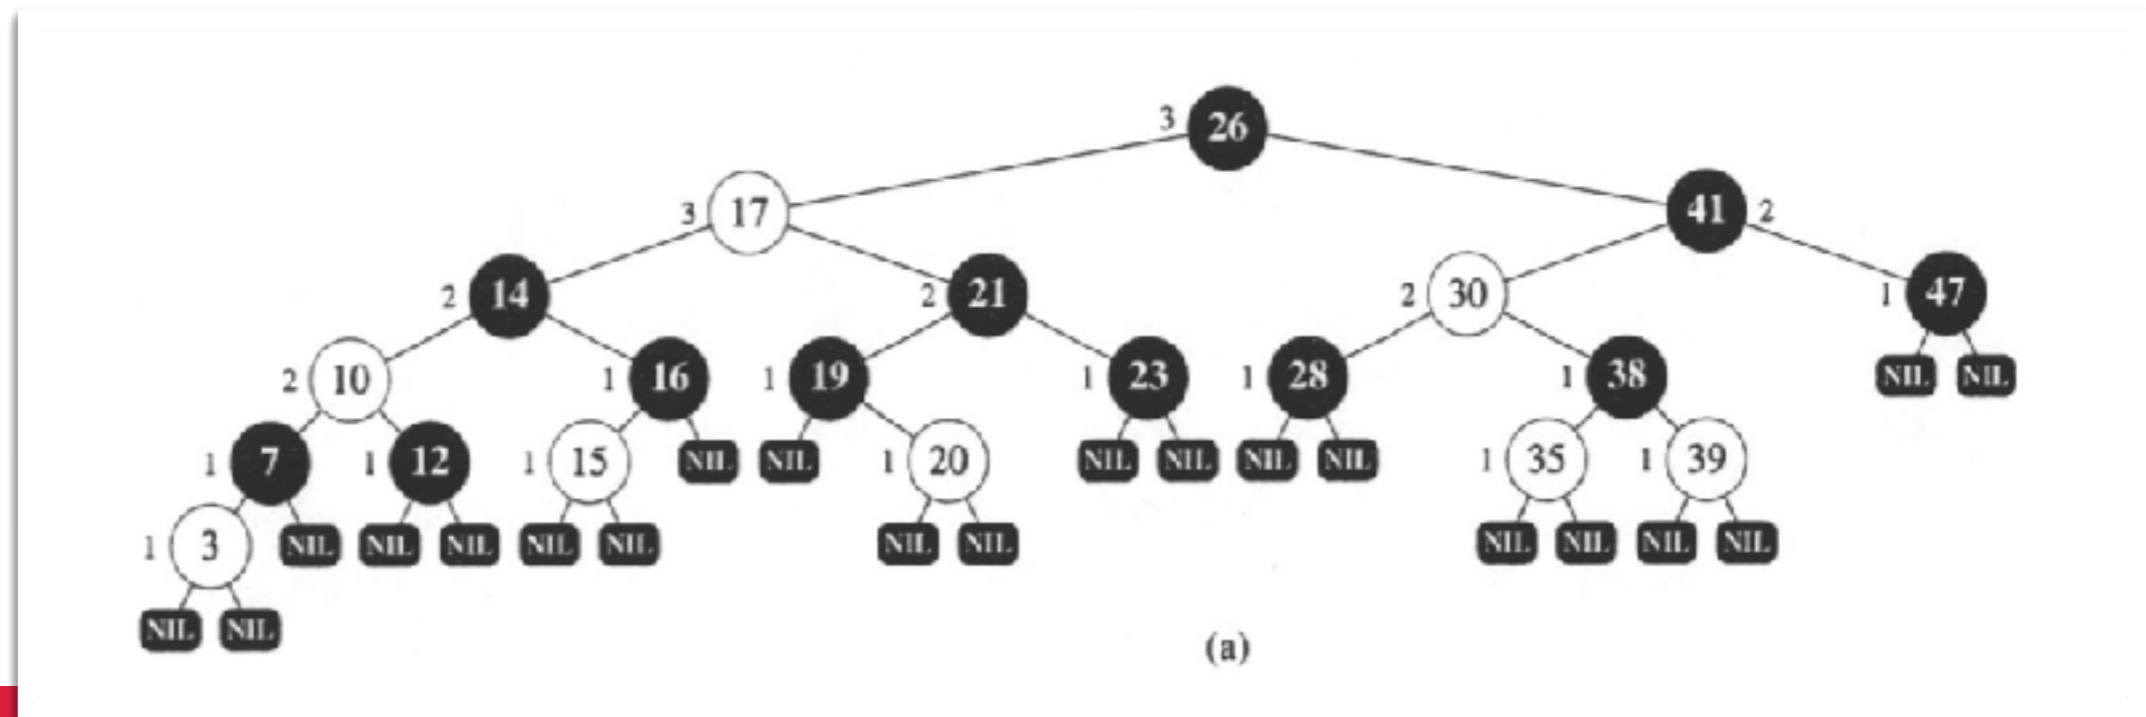 3 26
3 17 41 2
2 14 2 21 2 30 1 47
2 10 1 16 1 19 1 23 1 28 1 38 NIL NIL
1 7 1 12 1 15 NIL NIL 1 20 NIL NIL NIL NIL 1 35 1 39
1 3 NIL NIL NIL NIL NIL NIL NIL NIL NIL NIL NIL
NIL NIL
(a)